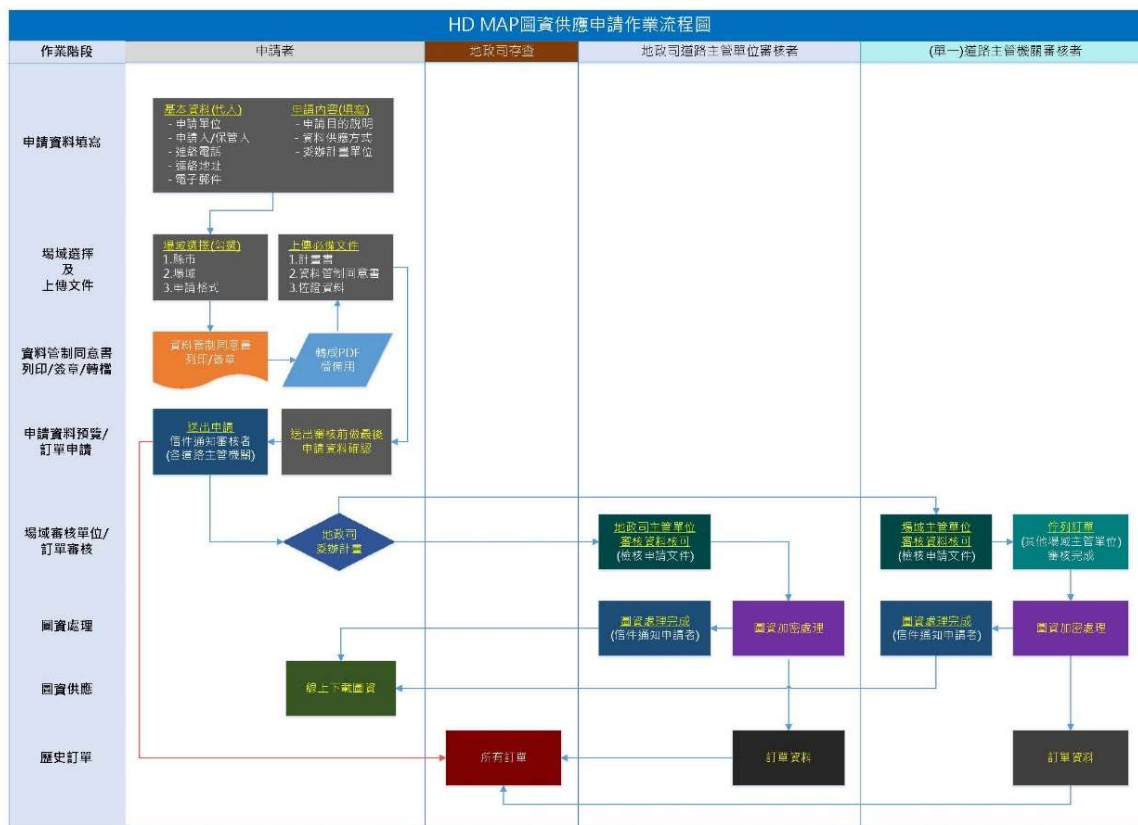 HD MAP圖資供應申請作業流程圖
作業階段
申請者
地政司存查
地政司道路主管單位審核者
(單一)道路主管機關審核者
申請資料填寫
基本資料(代入)
- 申請單位
- 申請人/保管人
- 連絡電話
- 連絡地址
- 電子郵件
申請內容(填寫)
- 申請目的說明
- 資料供應方式
- 委辦計畫單位
場域選擇
及
上傳文件
場域選擇(勾選)
1.縣市
2.場域
3.申請格式
上傳必備文件
1.計畫書
2.資料管制同意書
3.佐證資料
資料管制同意書
列印/簽章/轉檔
資料管制同意書
列印/簽章
轉成PDF
檔備用
申請資料預覽/
訂單申請
送出申請
信件通知審核者
(各道路主管機關)
送出審核前做最後
申請資料確認
場域審核單位/
訂單審核
地政司
委辦計畫
地政司主管單位
審核資料核可
(檢核申請文件)
場域主管單位
審核資料核可
(檢核申請文件)
佇列訂單
(其他場域主管單位)
審核完成
圖資處理
圖資處理完成
(信件通知申請者)
圖資加密處理
圖資處理完成
(信件通知申請者)
圖資加密處理
圖資供應
線上下載圖資
歷史訂單
所有訂單
訂單資料
訂單資料